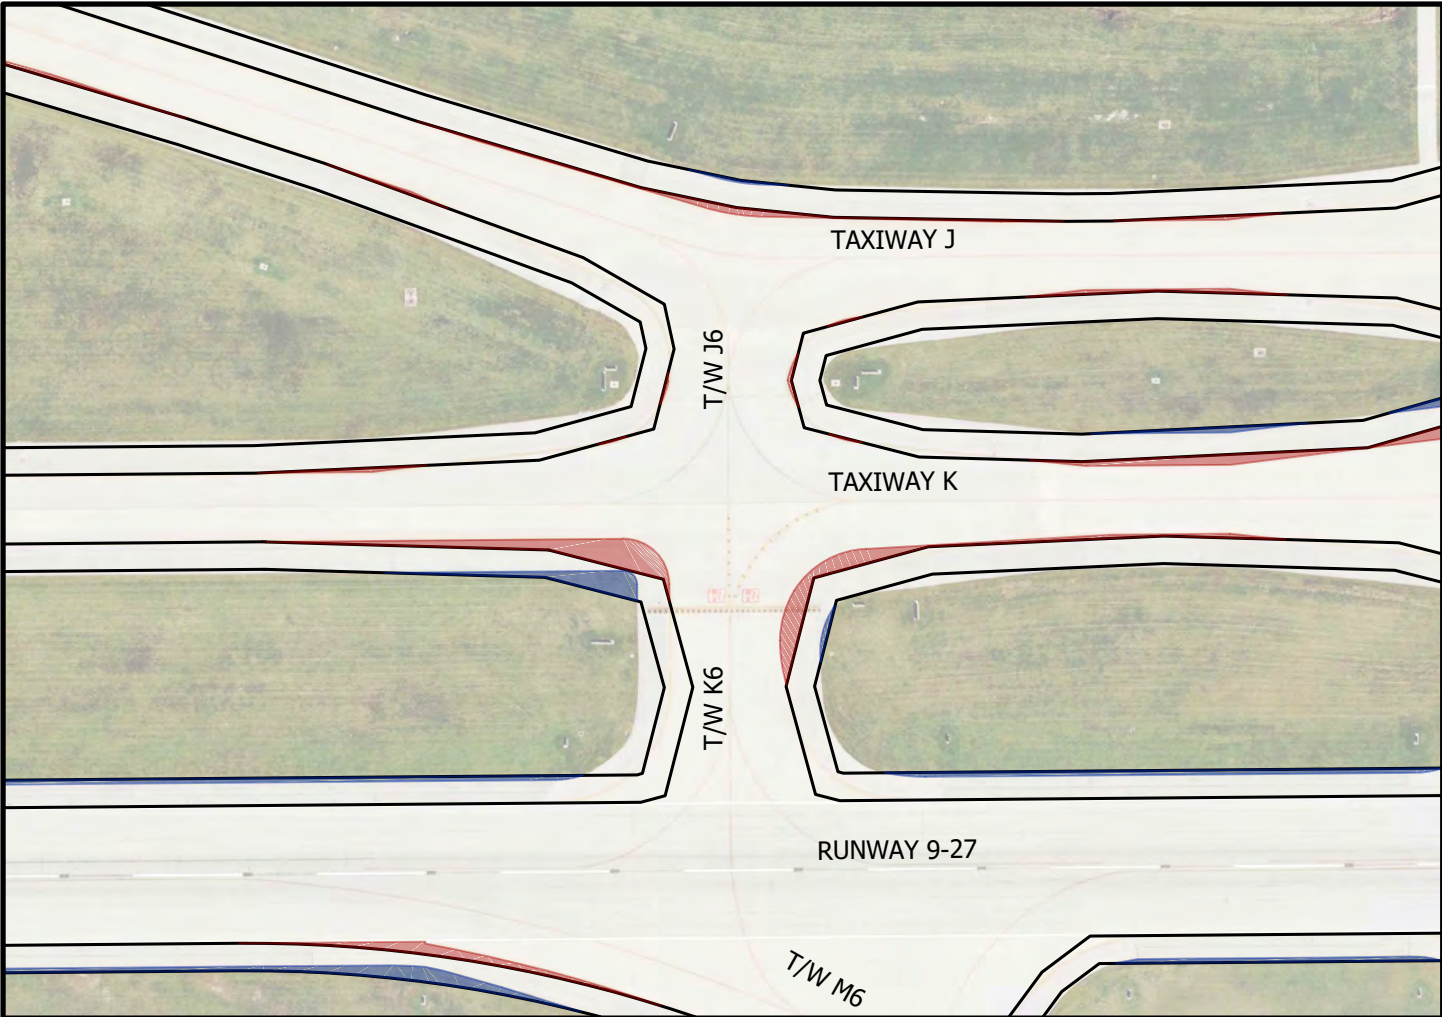 TAXIWAY J
T/W J6
TAXIWAY K
T/W K6
RUNWAY 9-27
T/W M6